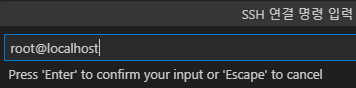 SSH 연결 명령 입력
root@localhost
Press 'Enter' to confirm your input or 'Escape' to cancel